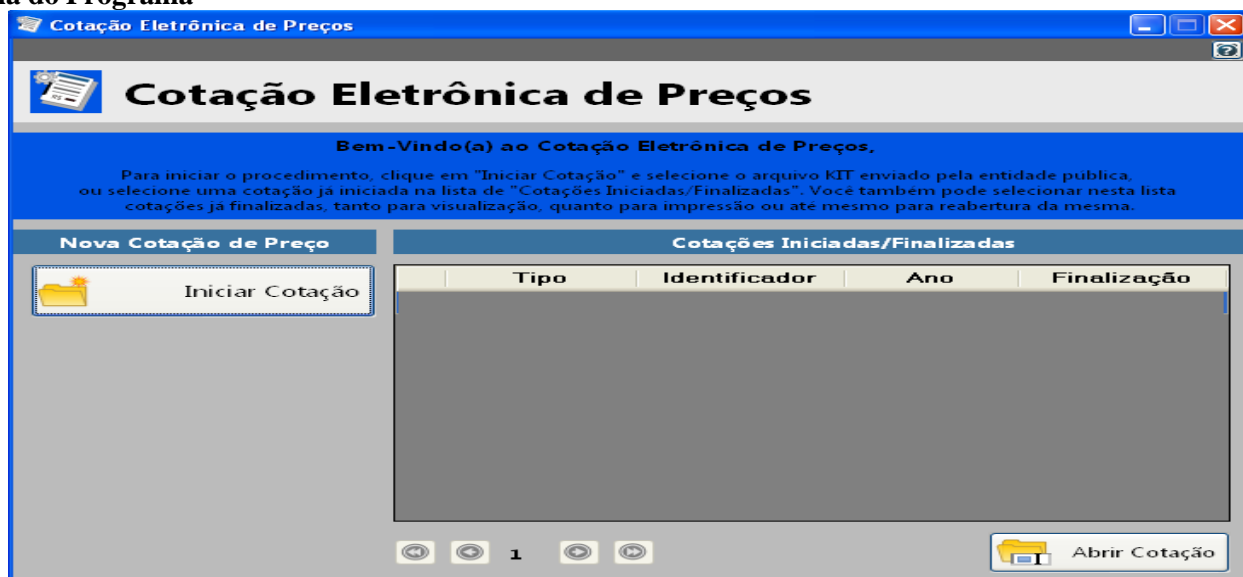 do Programa
Cotação Eletrônica de Preços
Cotação Eletrônica de Preços
Bem-Vindo(a) ao Cotação Eletrônica de Preços,
Para iniciar o procedimento, clique em "Iniciar Cotação" e selecione o arquivo KIT enviado pela entidade pública,
ou selecione uma cotação já iniciada na lista de "Cotações Iniciadas/Finalizadas". Você também pode selecionar nesta lista
cotações já finalizadas, tanto para visualização, quanto para impressão ou até mesmo para reabertura da mesma.
Nova Cotação de Preço
Cotações Iniciadas/Finalizadas
Iniciar Cotação
Tipo Identificador Ano Finalização
1
Abrir Cotação